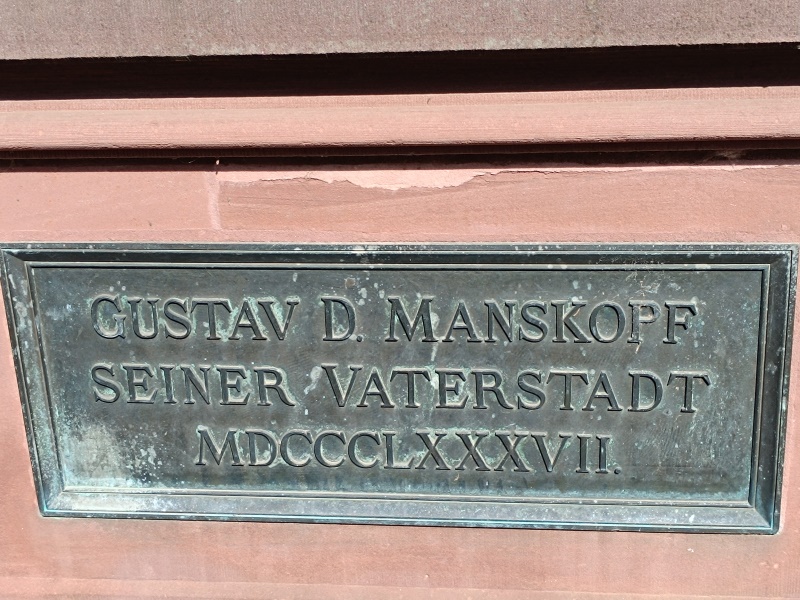 GUSTAV D. MANSKOPF
SEINER VATERSTADT
MDCCCLXXXVII.